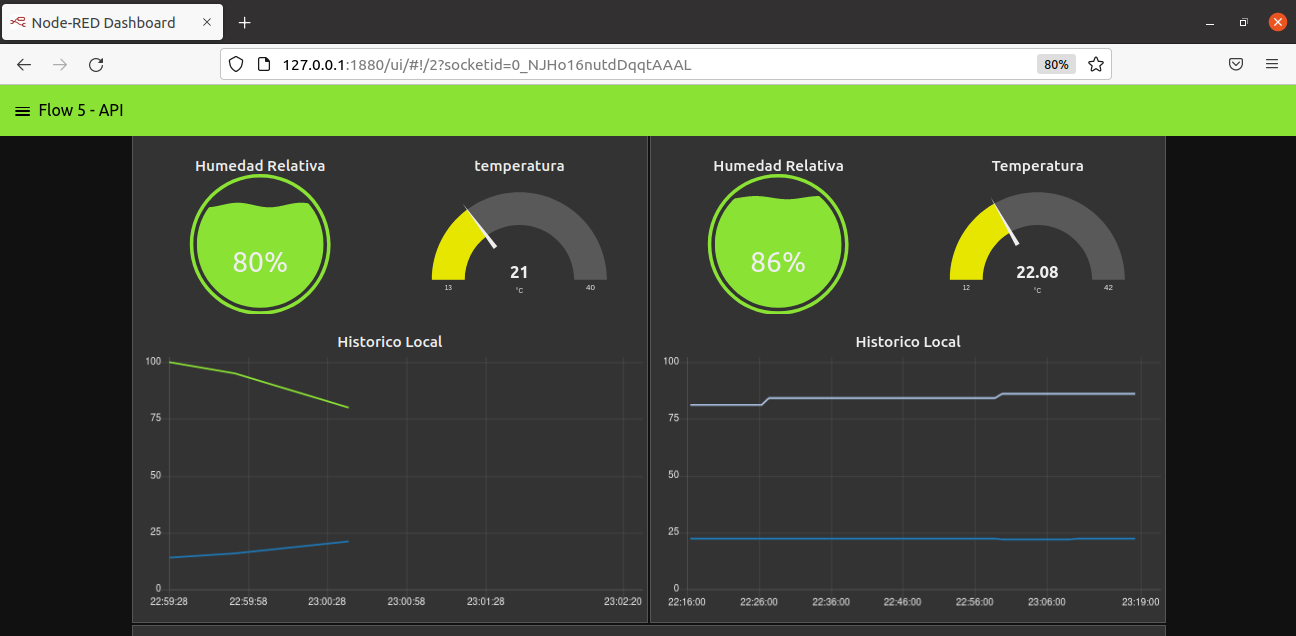 Node-RED Dashboard
127.0.0.1:1880/ui/#!/2?socketid=0_NJHo16nutdDqqtAAAL
80%
Flow 5 - API
Humedad Relativa
80%
temperatura
21
13
°C
40
Historico Local
100
75
50
25
0
22:59:28 22:59:58 23:00:28 23:00:58 23:01:28 23:02:20
Humedad Relativa
86%
Temperatura
22.08
12
°C
42
Historico Local
100
75
50
25
0
22:16:00 22:26:00 22:36:00 22:46:00 22:56:00 23:06:00 23:19:00